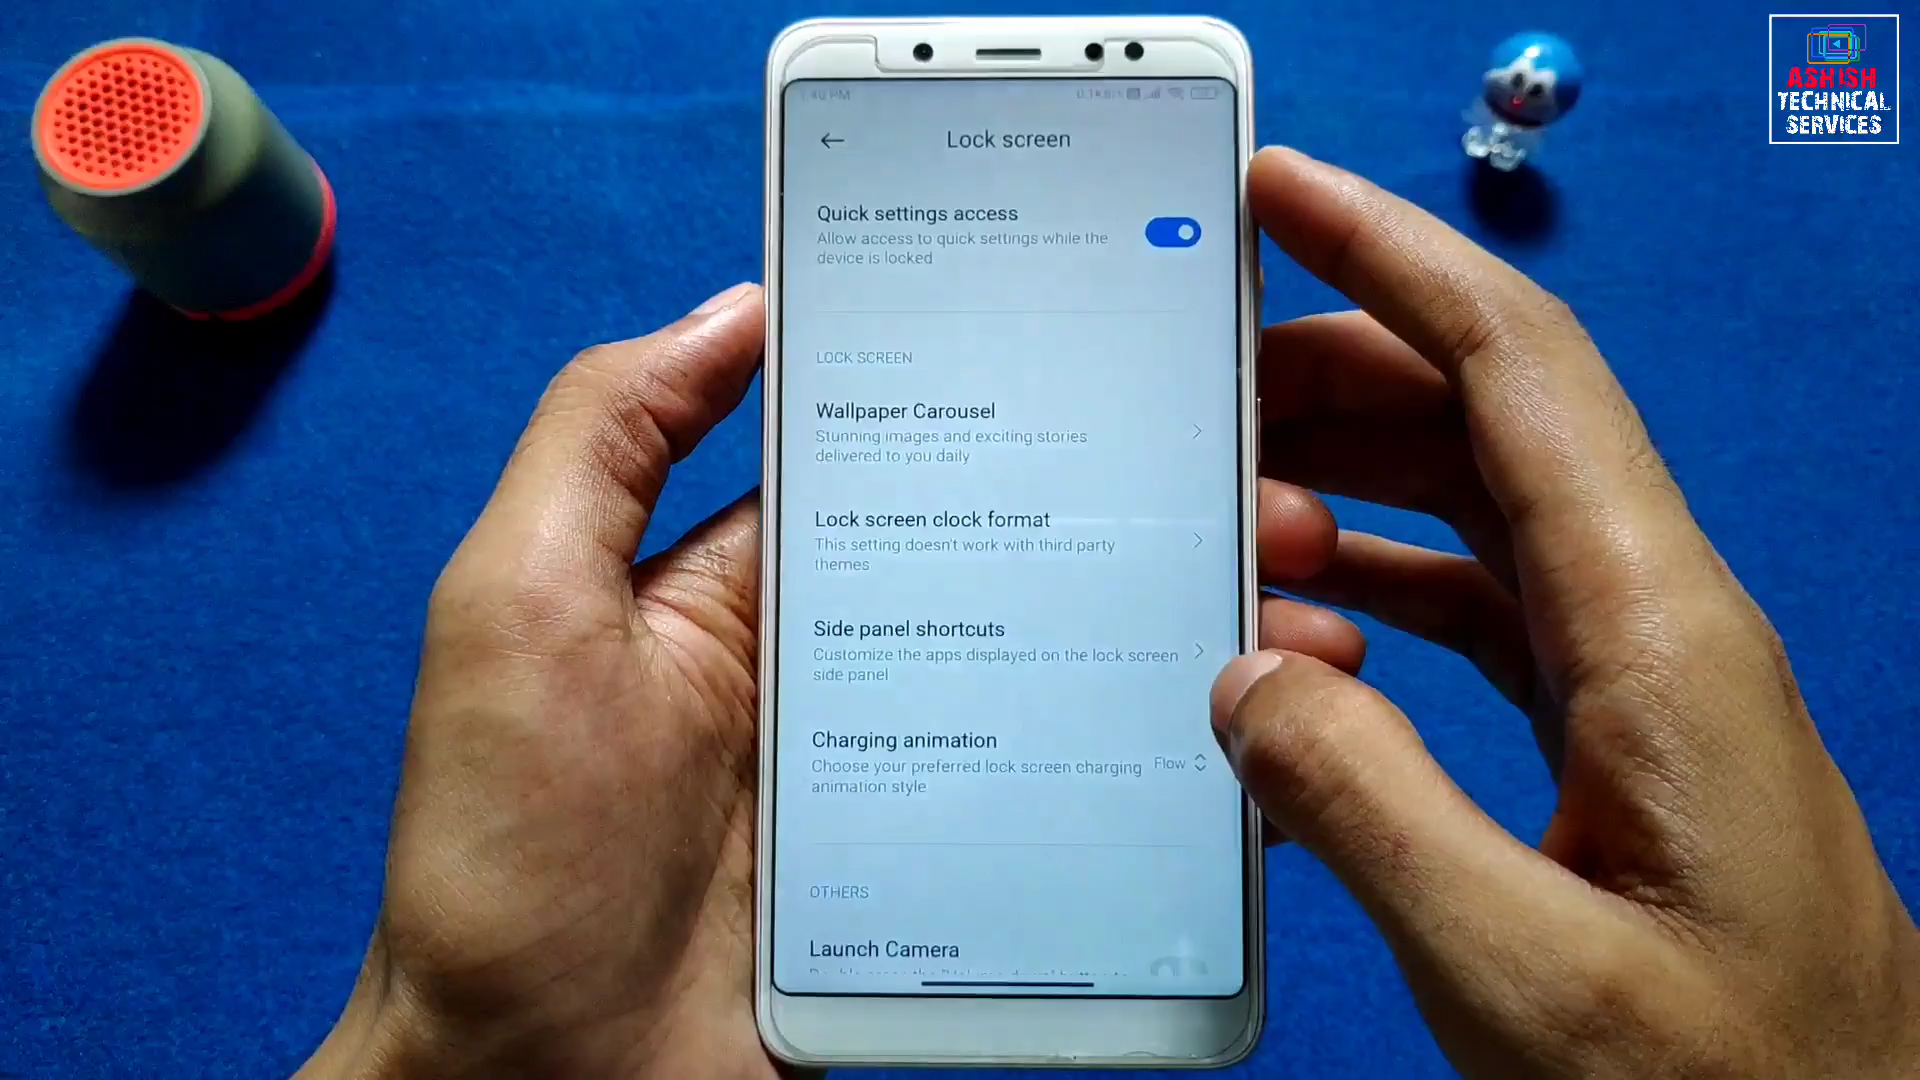 ASHISH
TECHNICAL
SERVICES
Lock screen
Quick settings access
Allow access to quick settings while the
device is locked
LOCK SCREEN
Wallpaper Carousel
Stunning images and exciting stories
delivered to you daily
Lock screen clock format
This setting doesn't work with third party
themes
Side panel shortcuts
Customize the apps displayed on the lock screen
side panel
Charging animation
Choose your preferred lock screen charging
animation style
Flow
OTHERS
Launch Camera